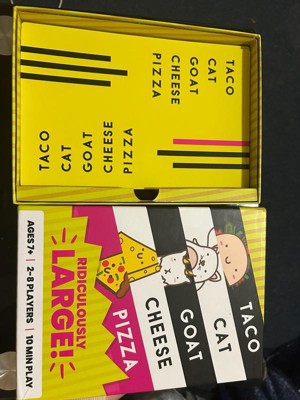 TACO
CAT
GOAT
CHEESE
PIZZA
TACO
CAT
GOAT
CHEESE
PIZZA
TACO
CAT
GOAT
CHEESE
PIZZA
RIDICULOUSLY
LARGE!
AGES 7+ | 2-8 PLAYERS | 10 MIN PLAY